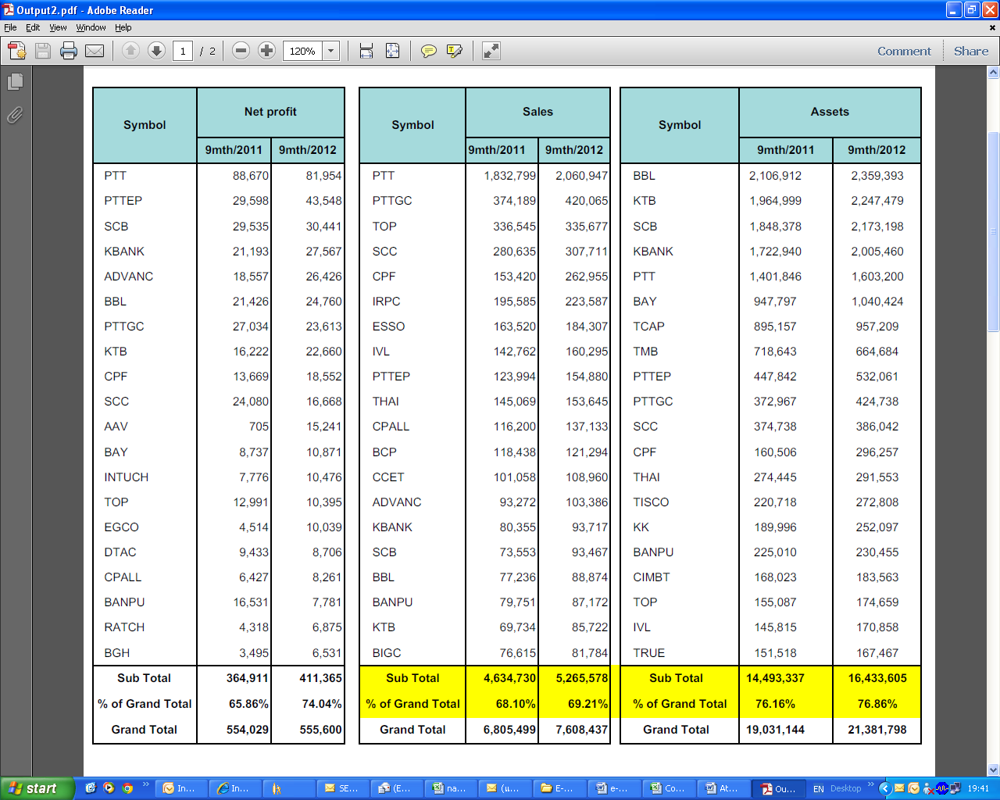 Output2.pdf - Adobe Reader
File Edit View Window Help
1 / 2 120% Comment Share
Symbol Net profit Symbol Sales Symbol Assets
9mth/2011 9mth/2012 9mth/2011 9mth/2012 9mth/2011 9mth/2012
PTT 88,670 81,954 PTT 1,832,799 2,060,947 BBL 2,106,912 2,359,393
PTTEP 29,598 43,548 PTTGC 374,189 420,065 KTB 1,964,999 2,247,479
SCB 29,535 30,441 TOP 336,545 335,677 SCB 1,848,378 2,173,198
KBANK 21,193 27,567 SCC 280,635 307,711 KBANK 1,722,940 2,005,460
ADVANC 18,557 26,426 CPF 153,420 262,955 PTT 1,401,846 1,603,200
BBL 21,426 24,760 IRPC 195,585 223,587 BAY 947,797 1,040,424
PTTGC 27,034 23,613 ESSO 163,520 184,307 TCAP 895,157 957,209
KTB 16,222 22,660 IVL 142,762 160,295 TMB 718,643 664,684
CPF 13,669 18,552 PTTEP 123,994 154,880 PTTEP 447,842 532,061
SCC 24,080 16,668 THAI 145,069 153,645 PTTGC 372,967 424,738
AAV 705 15,241 CPALL 116,200 137,133 SCC 374,738 386,042
BAY 8,737 10,871 BCP 118,438 121,294 CPF 160,506 296,257
INTUCH 7,776 10,476 CCET 101,058 108,960 THAI 274,445 291,553
TOP 12,991 10,395 ADVANC 93,272 103,386 TISCO 220,718 272,808
EGCO 4,514 10,039 KBANK 80,355 93,717 KK 189,996 252,097
DTAC 9,433 8,706 SCB 73,553 93,467 BANPU 225,010 230,455
CPALL 6,427 8,261 BBL 77,236 88,874 CIMBT 168,023 183,563
BANPU 16,531 7,781 BANPU 79,751 87,172 TOP 155,087 174,659
RATCH 4,318 6,875 KTB 69,734 85,722 IVL 145,815 170,858
BGH 3,495 6,531 BIGC 76,615 81,784 TRUE 151,518 167,467
Sub Total 364,911 411,365 Sub Total 4,634,730 5,265,578 Sub Total 14,493,337 16,433,605
% of Grand Total 65.86% 74.04% % of Grand Total 68.10% 69.21% % of Grand Total 76.16% 76.86%
Grand Total 554,029 555,600 Grand Total 6,805,499 7,608,437 Grand Total 19,031,144 21,381,798
start In... In... SE... (E... na... (u... E-... e-... Co... At... Ou... EN Desktop 19:41